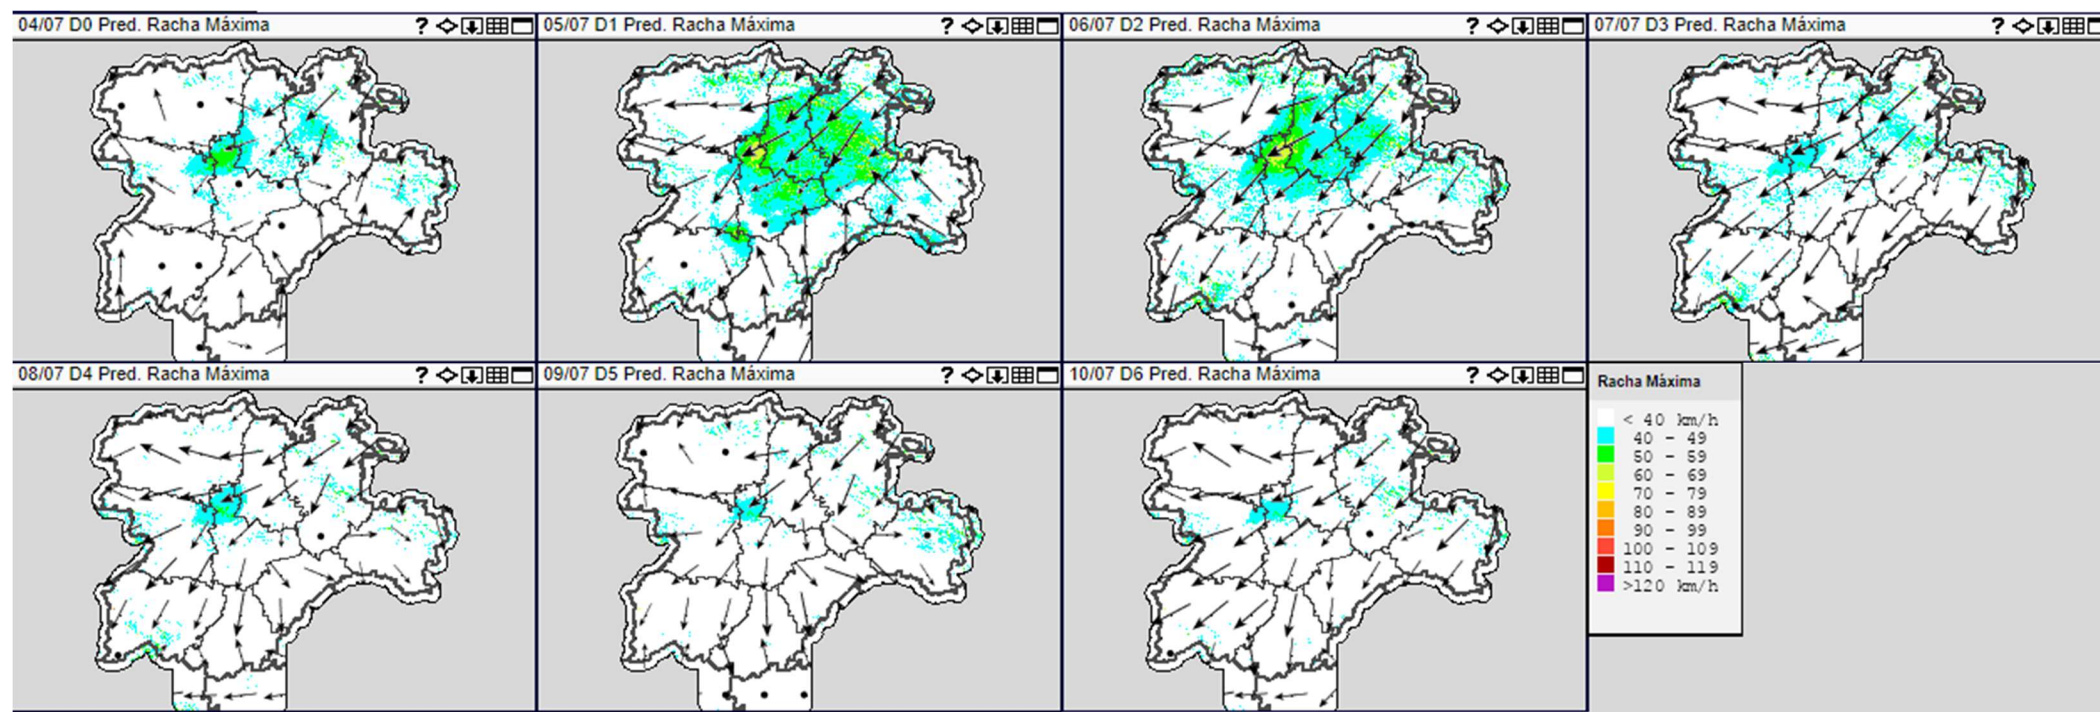 04/07 D0 Pred. Racha Máxima ?
05/07 D1 Pred. Racha Máxima ?
06/07 D2 Pred. Racha Máxima ?
07/07 D3 Pred. Racha Máxima ?
08/07 D4 Pred. Racha Máxima ?
09/07 D5 Pred. Racha Máxima ?
10/07 D6 Pred. Racha Máxima ?
Racha Máxima
< 40 km/h
40 - 49
50 - 59
60 - 69
70 - 79
80 - 89
90 - 99
100 - 109
110 - 119
>120 km/h